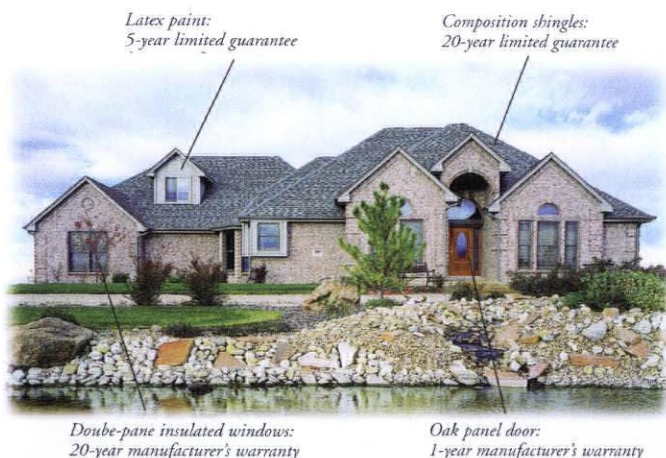 Latex paint:
5-year limited guarantee
Composition shingles:
20-year limited guarantee
Doube-pane insulated windows:
20-year manufacturer's warranty
Oak panel door:
1-year manufacturer's warranty